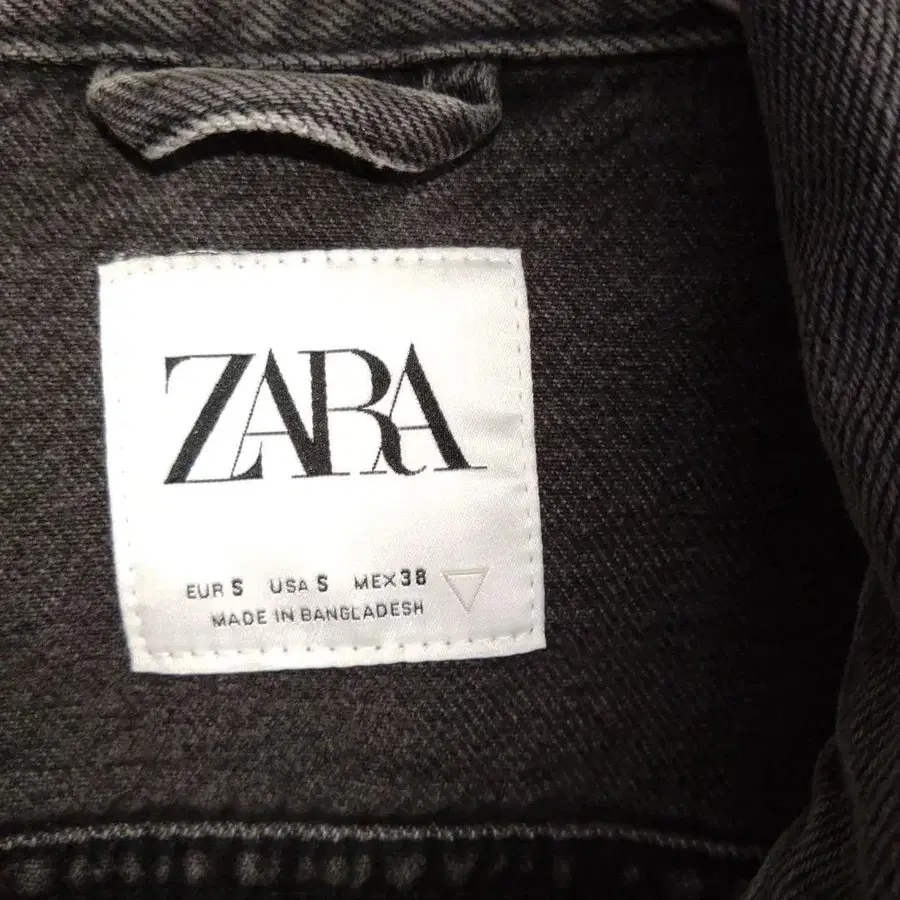 ZARA
EUR S USA S MEX 38
MADE IN BANGLADESH